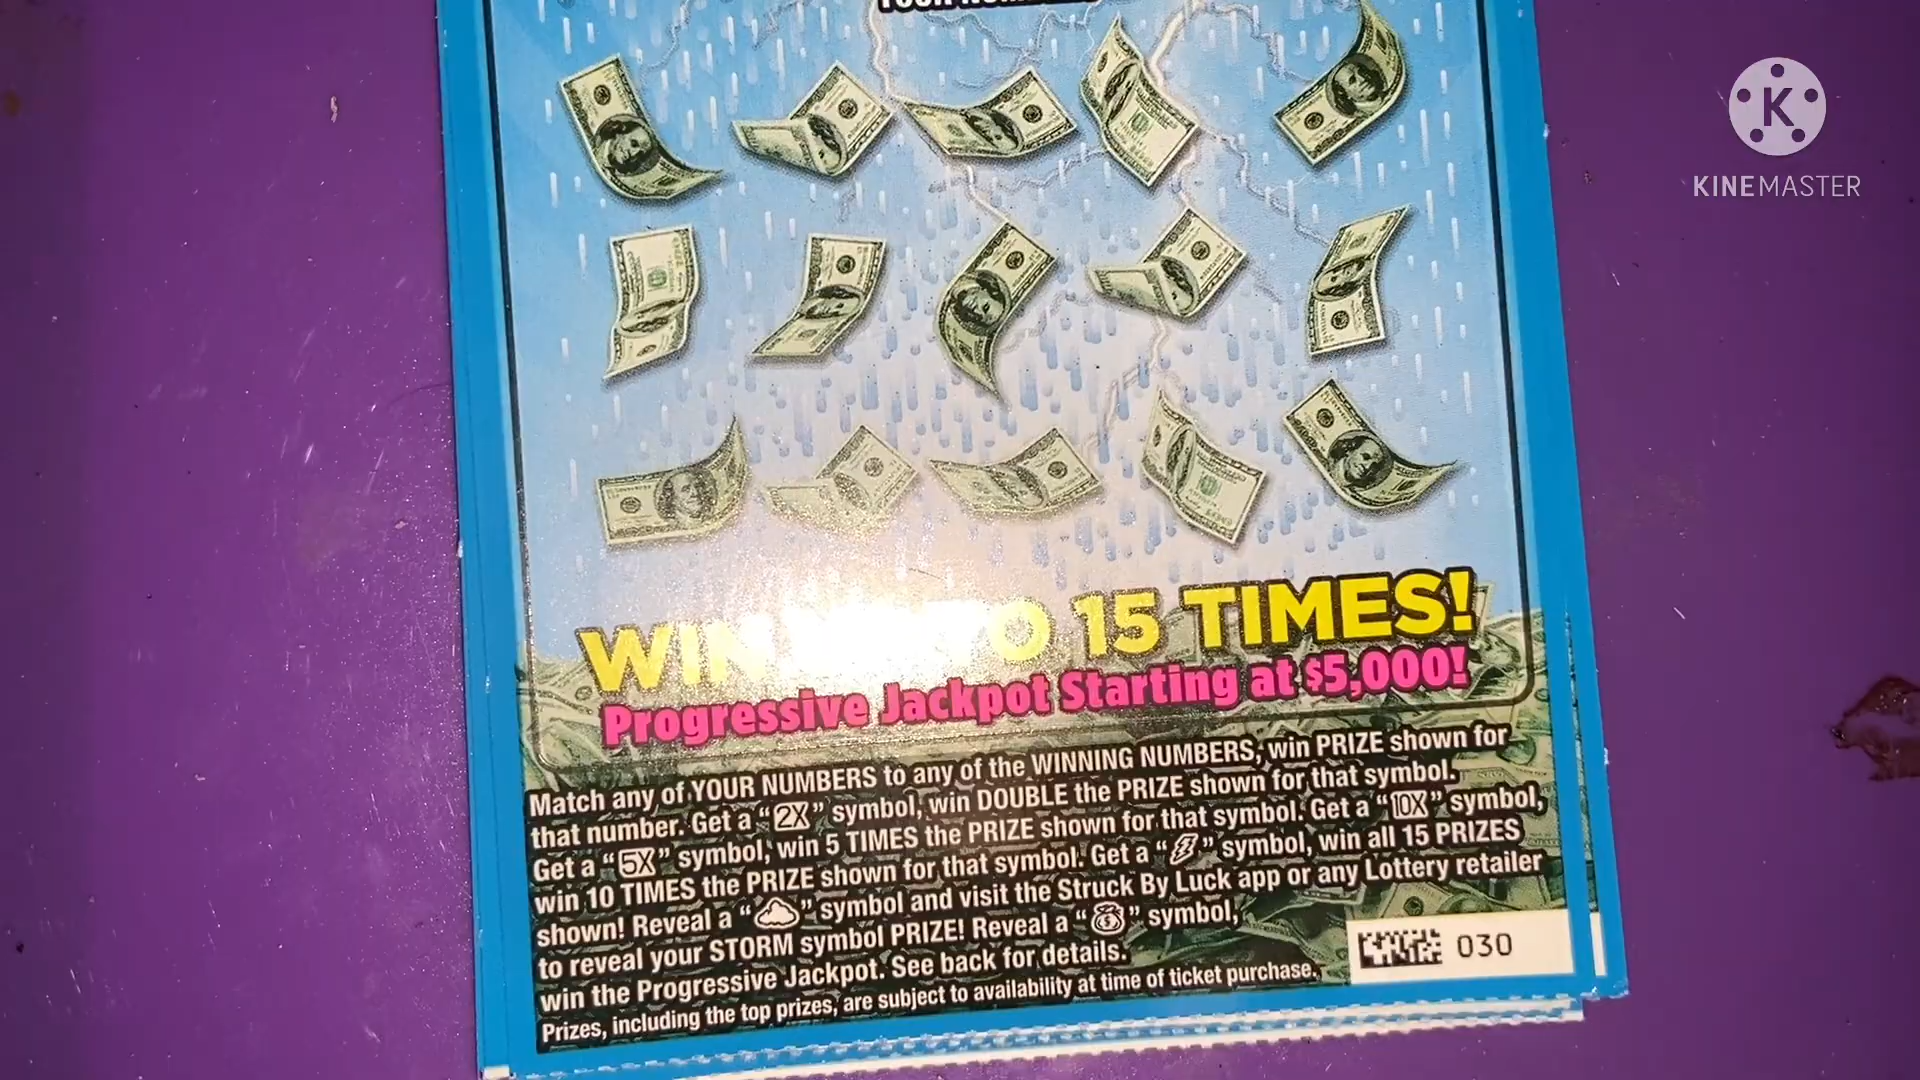 KINEMASTER
15 TIMES!
Progressive Jackpot Starting at $5,000!
Match any of YOUR NUMBERS to any of the WINNING NUMBERS, win PRIZE shown for
that number. Get a “2X” symbol, win DOUBLE the PRIZE shown for that symbol.
Get a “5X” symbol, win 5 TIMES the PRIZE shown for that symbol. Get a “10X” symbol,
win 10 TIMES the PRIZE shown for that symbol. Get a “ ” symbol, win all 15 PRIZES
shown! Reveal a “ ” symbol and visit the Struck By Luck app or any Lottery retailer
to reveal your STORM symbol PRIZE! Reveal a “ ” symbol,
win the Progressive Jackpot. See back for details.
Prizes, including the top prizes, are subject to availability at time of ticket purchase.
030